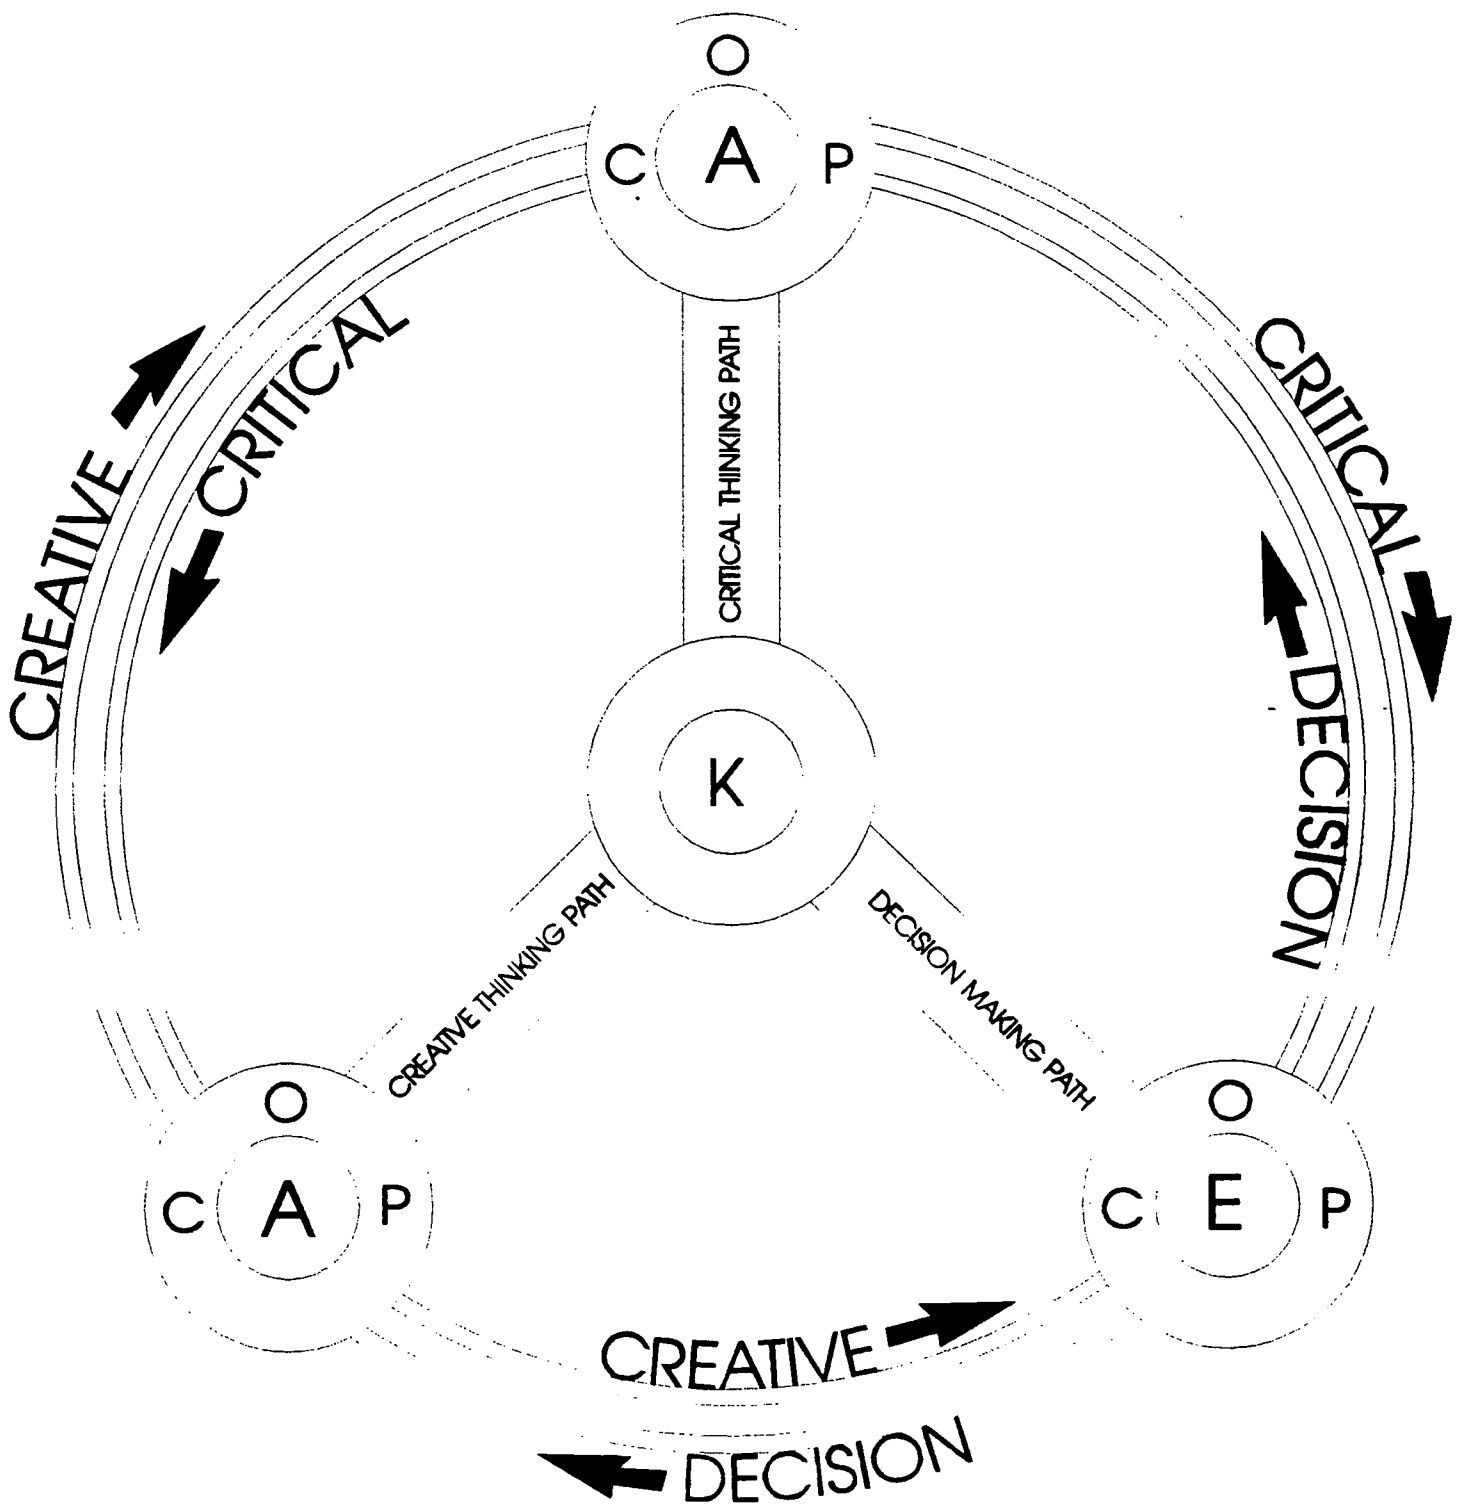 O
C A P
CRITICAL
CREATIVE
CRITICAL
DECISION
CRITICAL THINKING PATH
K
CREATIVE THINKING PATH
DECISION MAKING PATH
O
C A P
O
C E P
CREATIVE
DECISION